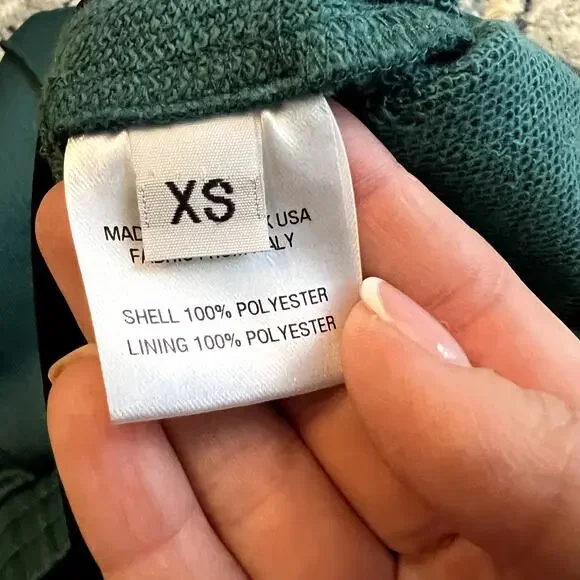 XS
USA
SHELL 100% POLYESTER
LINING 100% POLYESTER